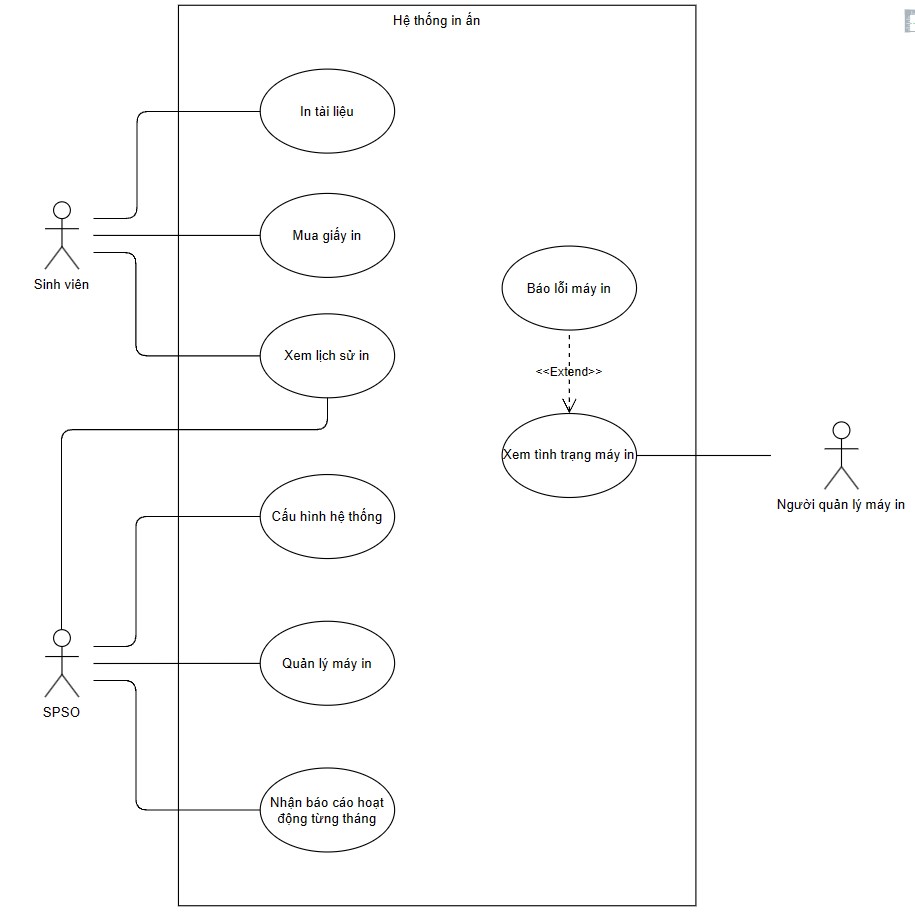 Hệ thống in ấn
In tài liệu
Mua giấy in
Sinh viên
Báo lỗi máy in
Xem lịch sử in
<<Extend>>
Xem tình trạng máy in
Người quản lý máy in
Cấu hình hệ thống
Quản lý máy in
SPSO
Nhận báo cáo hoạt
động từng tháng